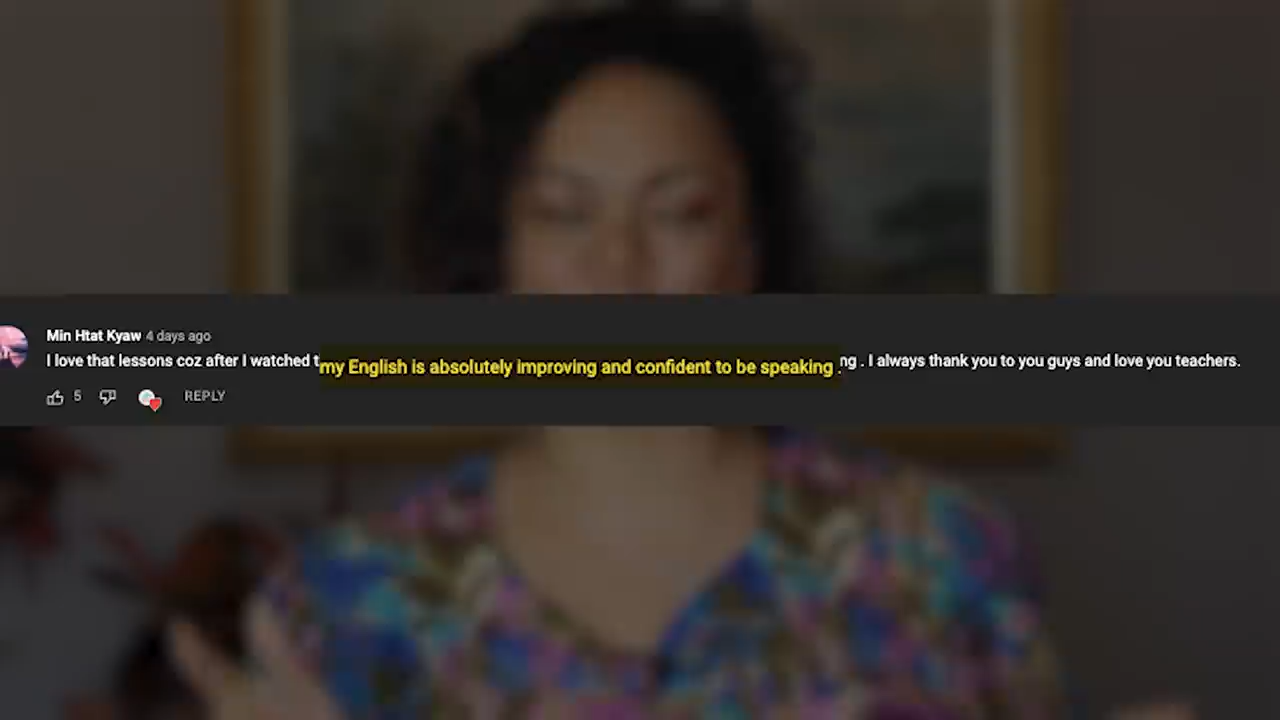 Min Htat Kyaw 4 days ago
I love that lessons coz after I watched my English is absolutely improving and confident to be speaking . I always thank you to you guys and love you teachers.
5 REPLY